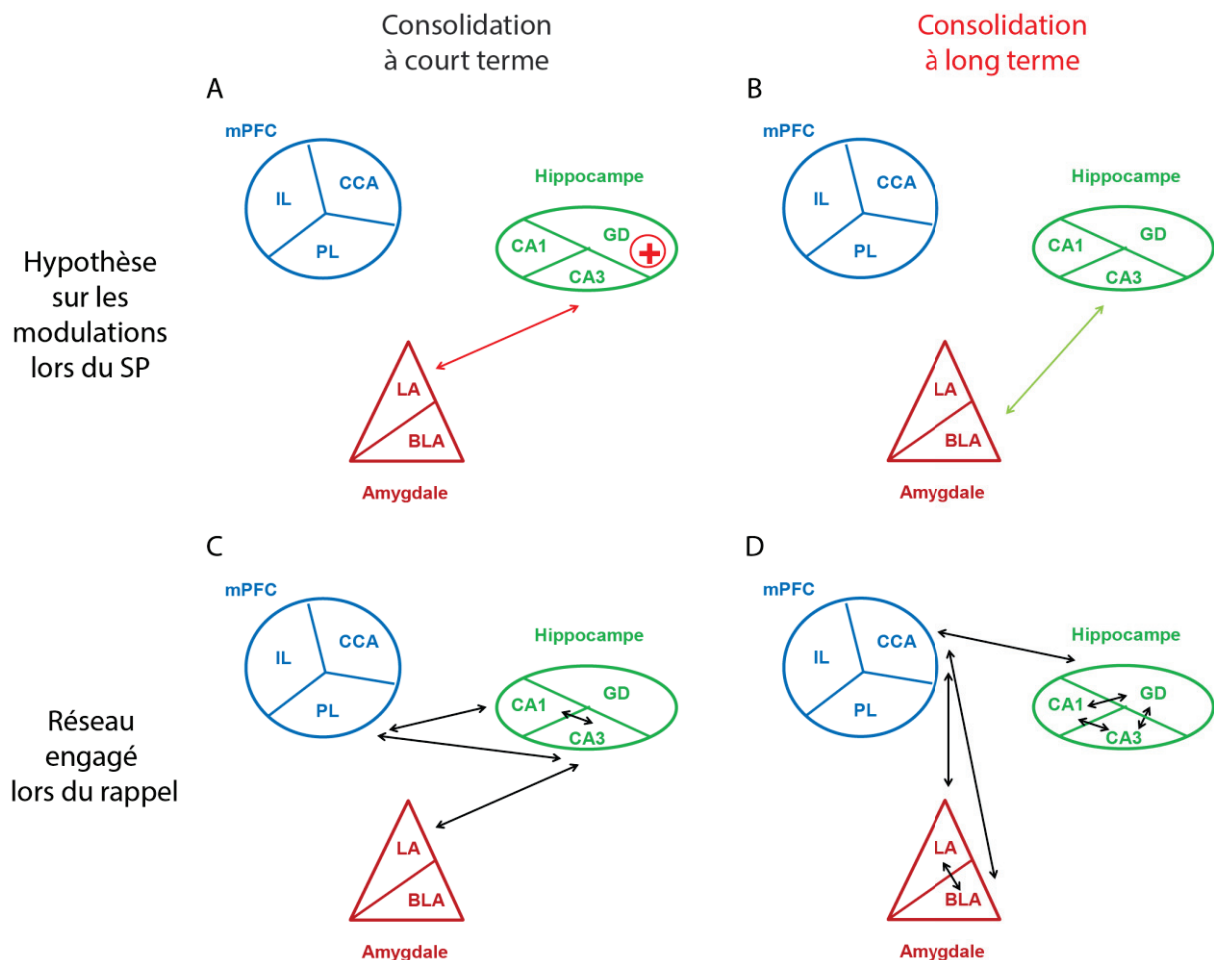 Consolidation
à court terme
Consolidation
à long terme
A
B
mPFC
IL
CCA
PL
Hippocampe
CA1
GD
+
CA3
mPFC
IL
CCA
PL
Hippocampe
CA1
GD
CA3
Hypothèse
sur les
modulations
lors du SP
LA
BLA
Amygdale
LA
BLA
Amygdale
C
D
mPFC
IL
CCA
PL
Hippocampe
CA1
GD
CA3
mPFC
IL
CCA
PL
Hippocampe
CA1
GD
CA3
Réseau
engagé
lors du rappel
LA
BLA
Amygdale
LA
BLA
Amygdale